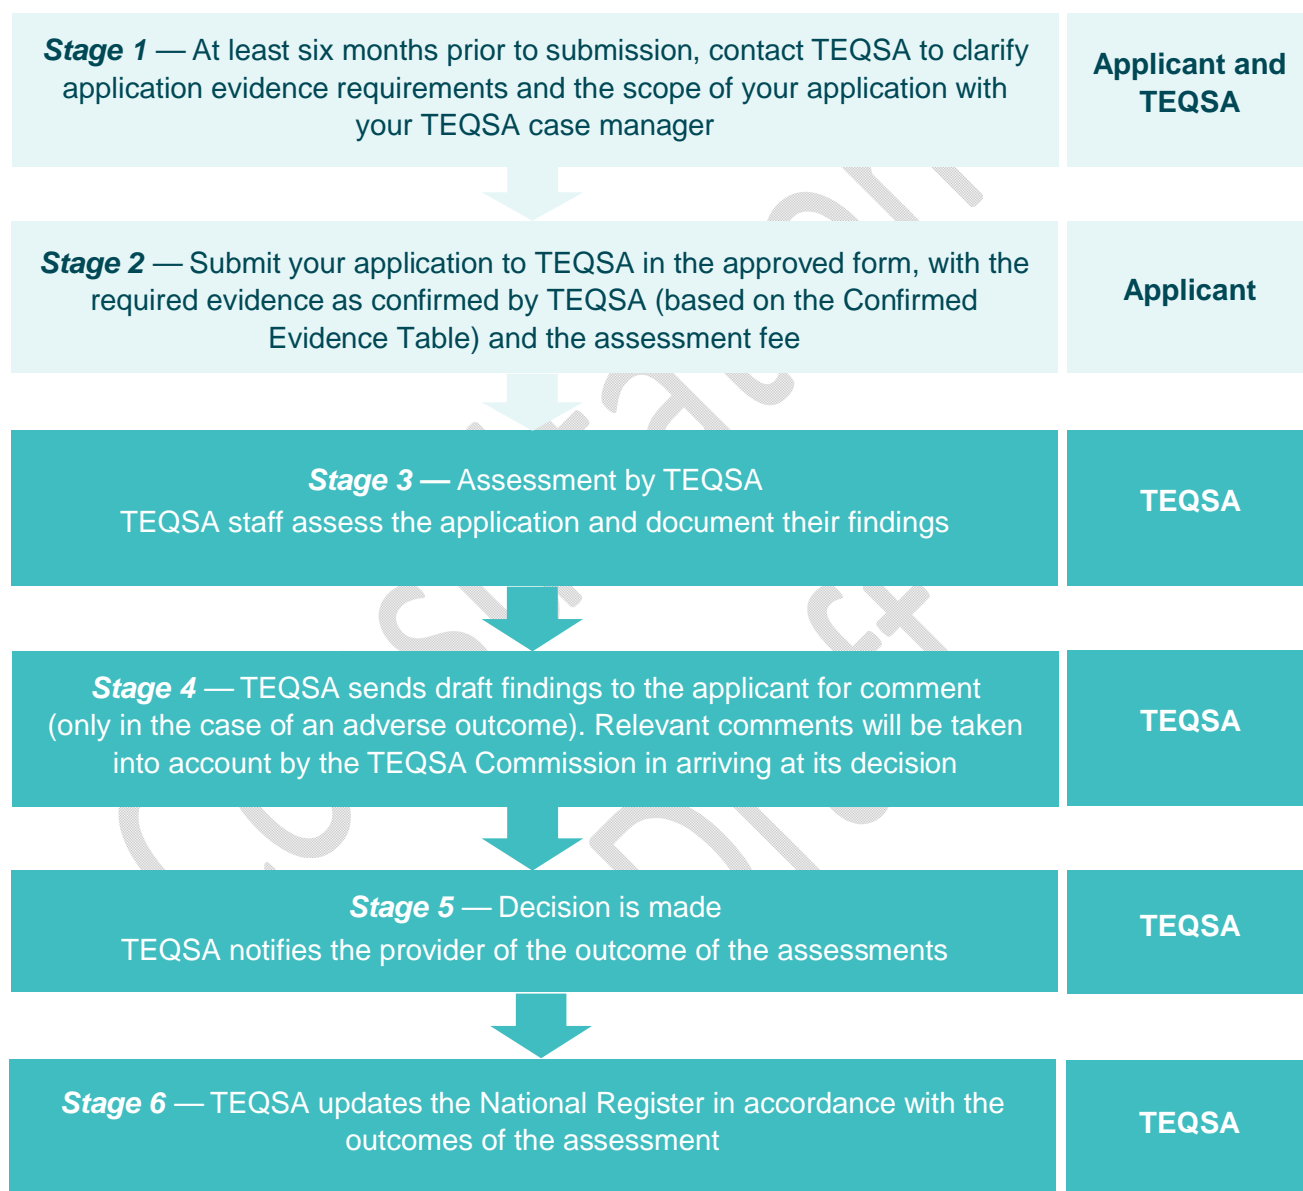 Stage 1 — At least six months prior to submission, contact TEQSA to clarify
application evidence requirements and the scope of your application with
your TEQSA case manager
Applicant and
TEQSA
Stage 2 — Submit your application to TEQSA in the approved form, with the
required evidence as confirmed by TEQSA (based on the Confirmed
Evidence Table) and the assessment fee
Applicant
Stage 3 — Assessment by TEQSA
TEQSA staff assess the application and document their findings
TEQSA
Stage 4 — TEQSA sends draft findings to the applicant for comment
(only in the case of an adverse outcome). Relevant comments will be taken
into account by the TEQSA Commission in arriving at its decision
TEQSA
Stage 5 — Decision is made
TEQSA notifies the provider of the outcome of the assessments
TEQSA
Stage 6 — TEQSA updates the National Register in accordance with the
outcomes of the assessment
TEQSA
Draft